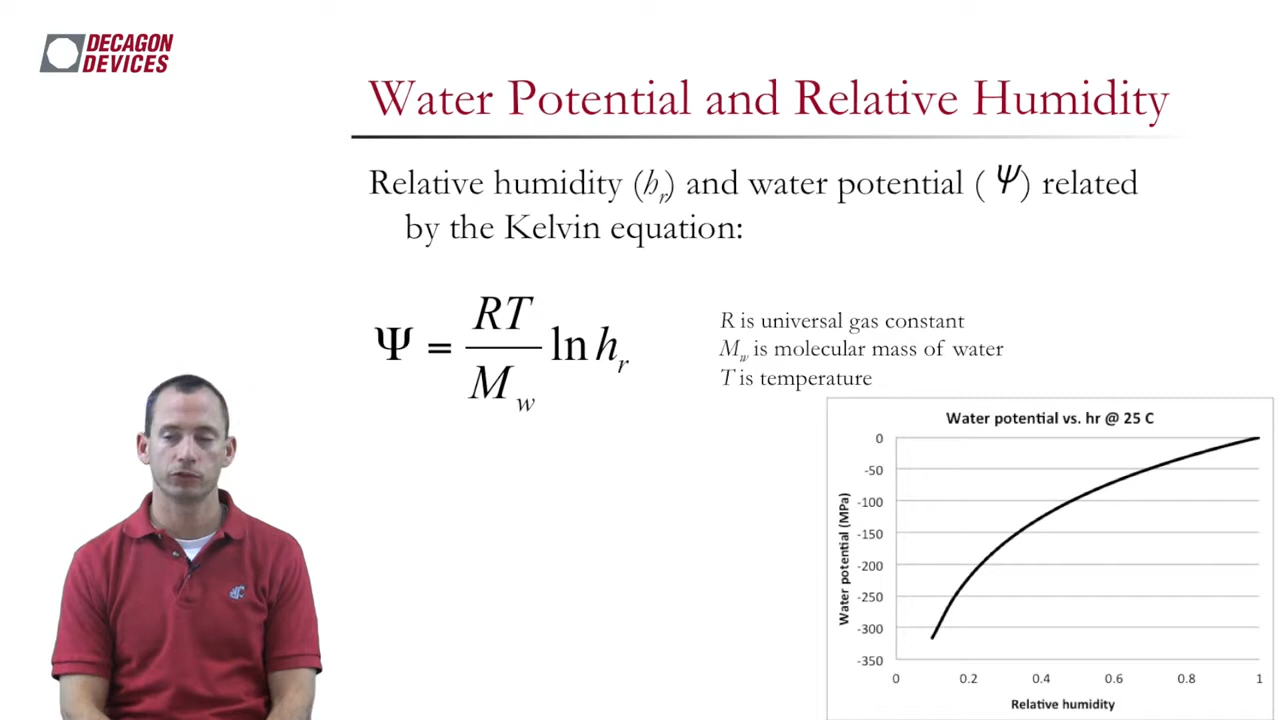 DECAGON
DEVICES
Water Potential and Relative Humidity
Relative humidity (hr) and water potential ( Ψ) related
by the Kelvin equation:
Ψ = RT/Mw ln hr
R is universal gas constant
Mw is molecular mass of water
T is temperature
Water potential vs. hr @ 25 C
Water potential (MPa)
0
-50
-100
-150
-200
-250
-300
-350
0 0.2 0.4 0.6 0.8 1
Relative humidity